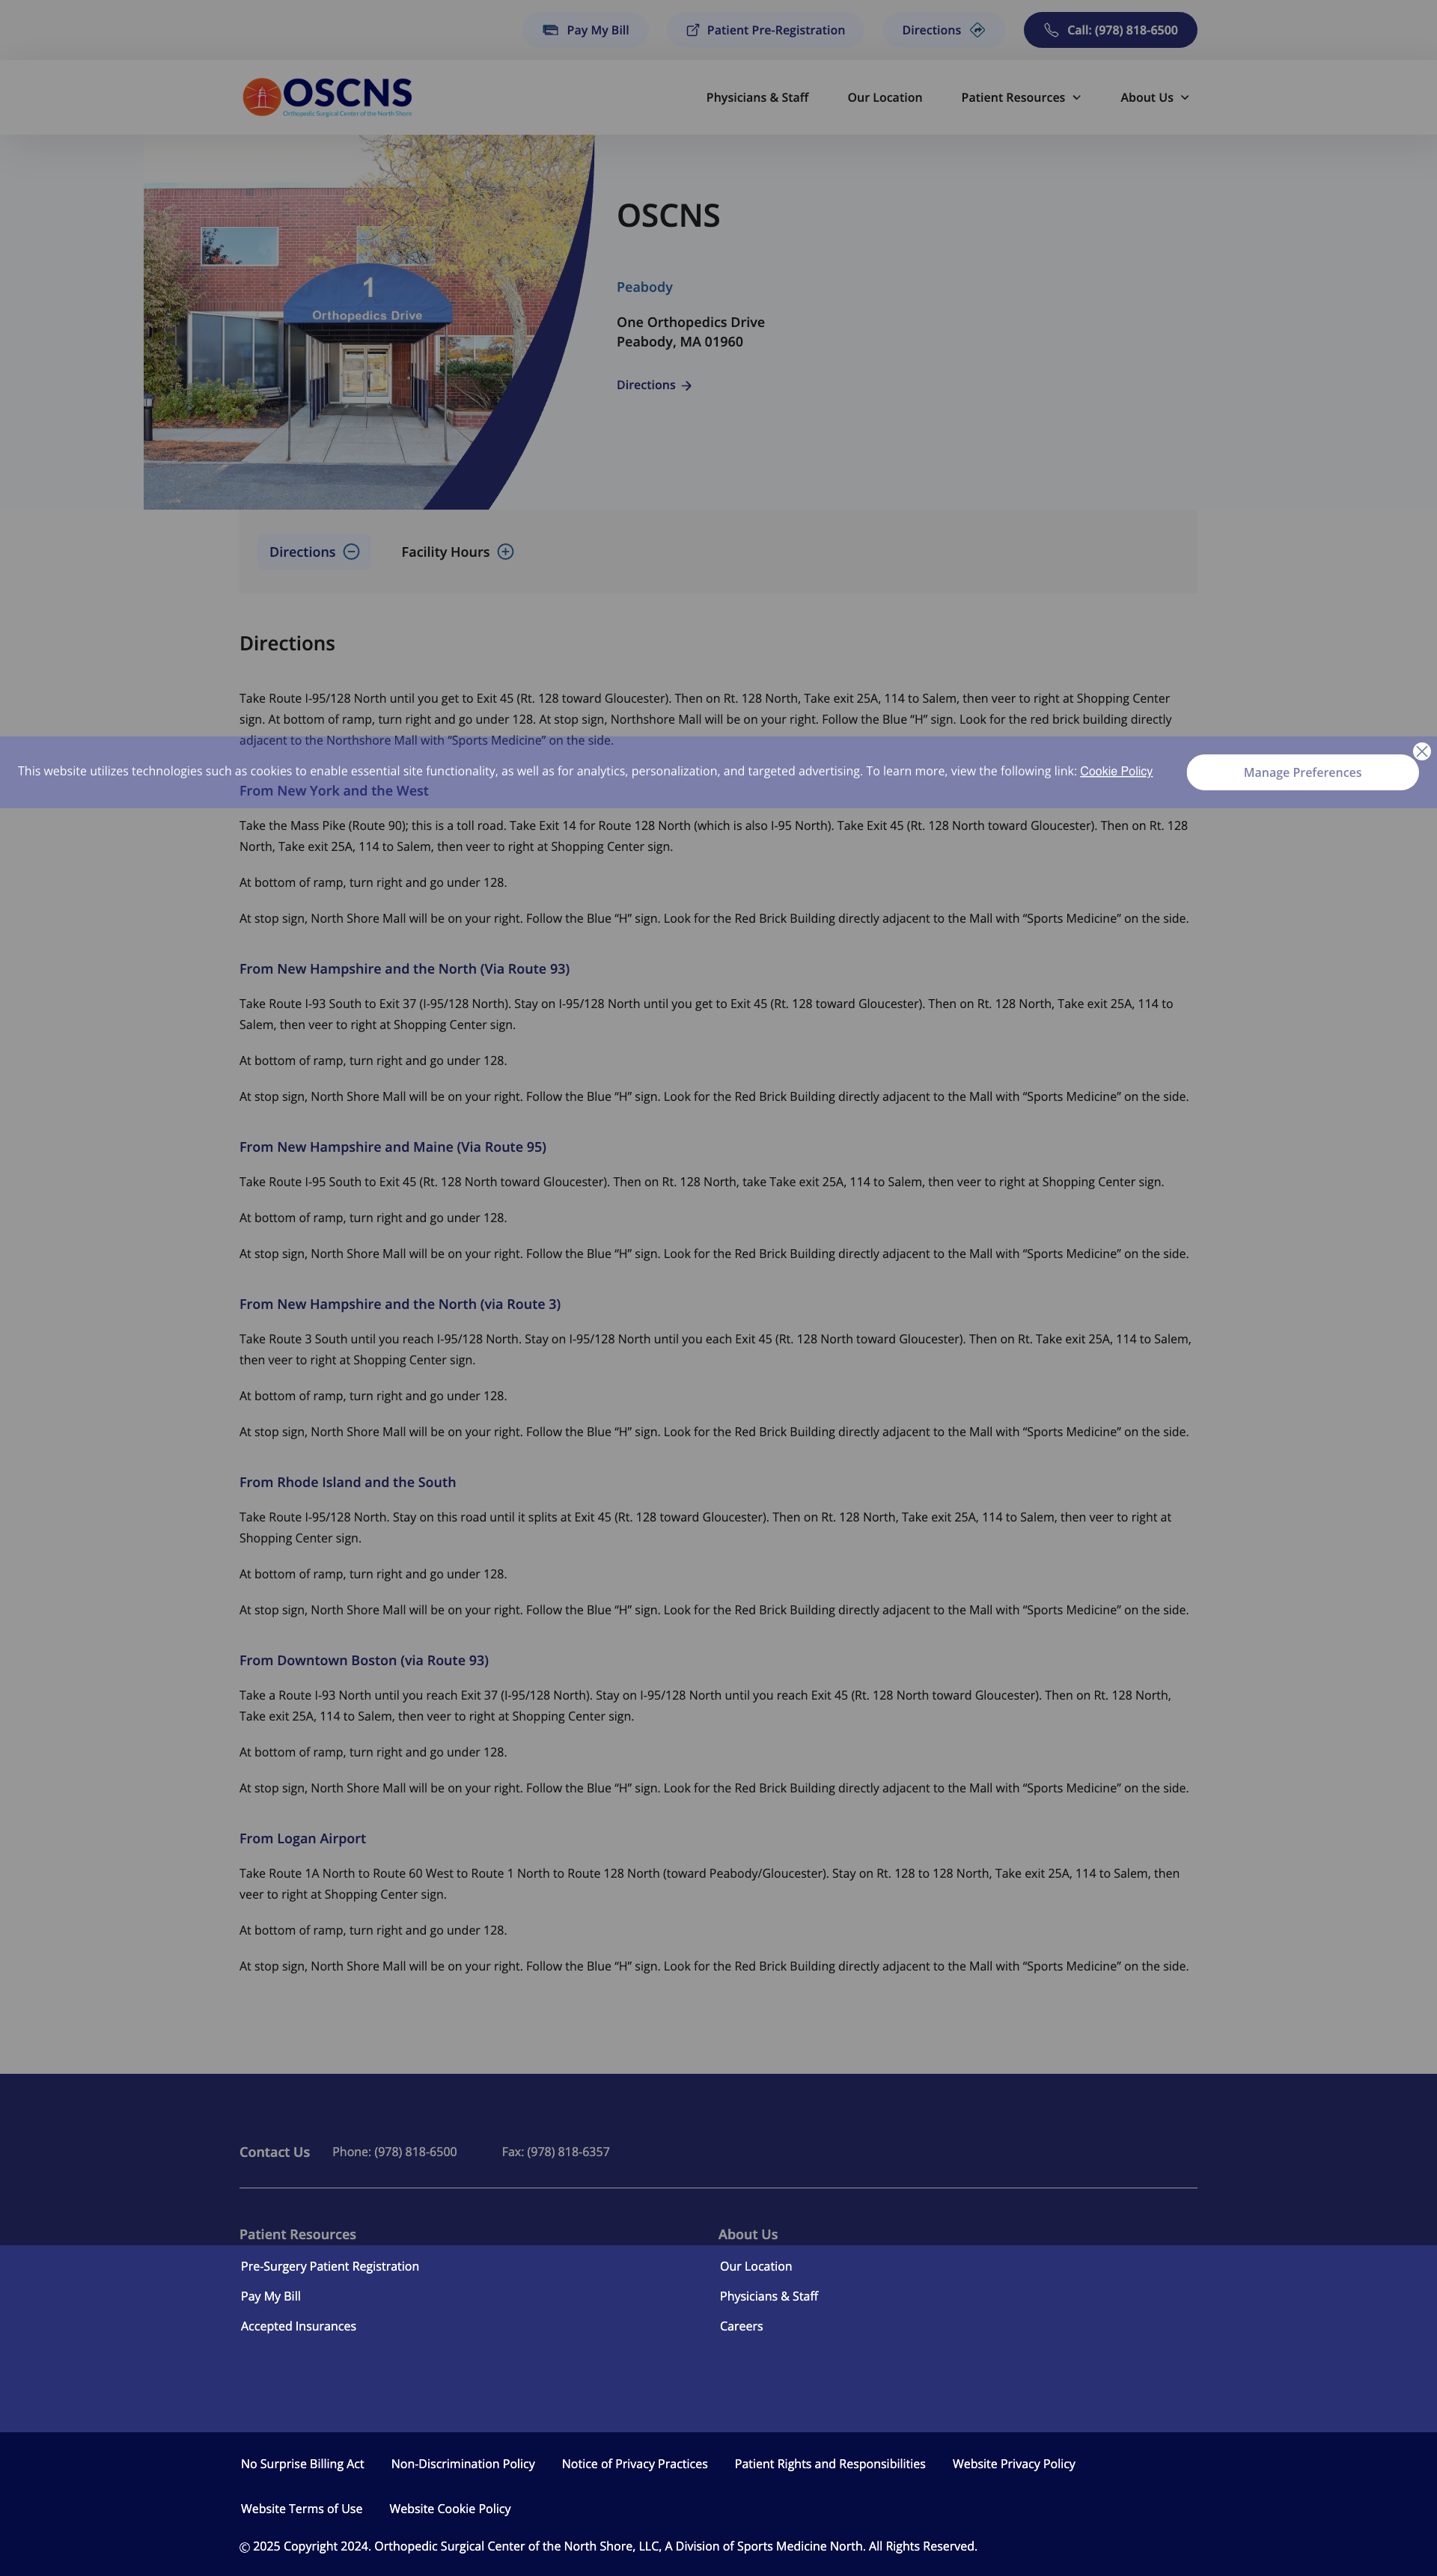 Pay My Bill
Patient Pre-Registration
Directions
Call: (978) 818-6500
OSCNS
Orthopedic Surgical Center of the North Shore
Physicians & Staff
Our Location
Patient Resources
About Us
1
Orthopedics Drive
OSCNS
Peabody
One Orthopedics Drive
Peabody, MA 01960
Directions
Directions
Facility Hours
Directions
Take Route I-95/128 North until you get to Exit 45 (Rt. 128 toward Gloucester). Then on Rt. 128 North, Take exit 25A, 114 to Salem, then veer to right at Shopping Center
sign. At bottom of ramp, turn right and go under 128. At stop sign, Northshore Mall will be on your right. Follow the Blue “H” sign. Look for the red brick building directly
adjacent to the Northshore Mall with “Sports Medicine” on the side.
This website utilizes technologies such as cookies to enable essential site functionality, as well as for analytics, personalization, and targeted advertising. To learn more, view the following link: Cookie Policy
Manage Preferences
From New York and the West
Take the Mass Pike (Route 90); this is a toll road. Take Exit 14 for Route 128 North (which is also I-95 North). Take Exit 45 (Rt. 128 North toward Gloucester). Then on Rt. 128
North, Take exit 25A, 114 to Salem, then veer to right at Shopping Center sign.
At bottom of ramp, turn right and go under 128.
At stop sign, North Shore Mall will be on your right. Follow the Blue “H” sign. Look for the Red Brick Building directly adjacent to the Mall with “Sports Medicine” on the side.
From New Hampshire and the North (Via Route 93)
Take Route I-93 South to Exit 37 (I-95/128 North). Stay on I-95/128 North until you get to Exit 45 (Rt. 128 toward Gloucester). Then on Rt. 128 North, Take exit 25A, 114 to
Salem, then veer to right at Shopping Center sign.
At bottom of ramp, turn right and go under 128.
At stop sign, North Shore Mall will be on your right. Follow the Blue “H” sign. Look for the Red Brick Building directly adjacent to the Mall with “Sports Medicine” on the side.
From New Hampshire and Maine (Via Route 95)
Take Route I-95 South to Exit 45 (Rt. 128 North toward Gloucester). Then on Rt. 128 North, take Take exit 25A, 114 to Salem, then veer to right at Shopping Center sign.
At bottom of ramp, turn right and go under 128.
At stop sign, North Shore Mall will be on your right. Follow the Blue “H” sign. Look for the Red Brick Building directly adjacent to the Mall with “Sports Medicine” on the side.
From New Hampshire and the North (via Route 3)
Take Route 3 South until you reach I-95/128 North. Stay on I-95/128 North until you each Exit 45 (Rt. 128 North toward Gloucester). Then on Rt. Take exit 25A, 114 to Salem,
then veer to right at Shopping Center sign.
At bottom of ramp, turn right and go under 128.
At stop sign, North Shore Mall will be on your right. Follow the Blue “H” sign. Look for the Red Brick Building directly adjacent to the Mall with “Sports Medicine” on the side.
From Rhode Island and the South
Take Route I-95/128 North. Stay on this road until it splits at Exit 45 (Rt. 128 toward Gloucester). Then on Rt. 128 North, Take exit 25A, 114 to Salem, then veer to right at
Shopping Center sign.
At bottom of ramp, turn right and go under 128.
At stop sign, North Shore Mall will be on your right. Follow the Blue “H” sign. Look for the Red Brick Building directly adjacent to the Mall with “Sports Medicine” on the side.
From Downtown Boston (via Route 93)
Take a Route I-93 North until you reach Exit 37 (I-95/128 North). Stay on I-95/128 North until you reach Exit 45 (Rt. 128 North toward Gloucester). Then on Rt. 128 North,
Take exit 25A, 114 to Salem, then veer to right at Shopping Center sign.
At bottom of ramp, turn right and go under 128.
At stop sign, North Shore Mall will be on your right. Follow the Blue “H” sign. Look for the Red Brick Building directly adjacent to the Mall with “Sports Medicine” on the side.
From Logan Airport
Take Route 1A North to Route 60 West to Route 1 North to Route 128 North (toward Peabody/Gloucester). Stay on Rt. 128 to 128 North, Take exit 25A, 114 to Salem, then
veer to right at Shopping Center sign.
At bottom of ramp, turn right and go under 128.
At stop sign, North Shore Mall will be on your right. Follow the Blue “H” sign. Look for the Red Brick Building directly adjacent to the Mall with “Sports Medicine” on the side.
Contact Us
Phone: (978) 818-6500
Fax: (978) 818-6357
Patient Resources
Pre-Surgery Patient Registration
Pay My Bill
Accepted Insurances
About Us
Our Location
Physicians & Staff
Careers
No Surprise Billing Act
Non-Discrimination Policy
Notice of Privacy Practices
Patient Rights and Responsibilities
Website Privacy Policy
Website Terms of Use
Website Cookie Policy
© 2025 Copyright 2024. Orthopedic Surgical Center of the North Shore, LLC, A Division of Sports Medicine North. All Rights Reserved.